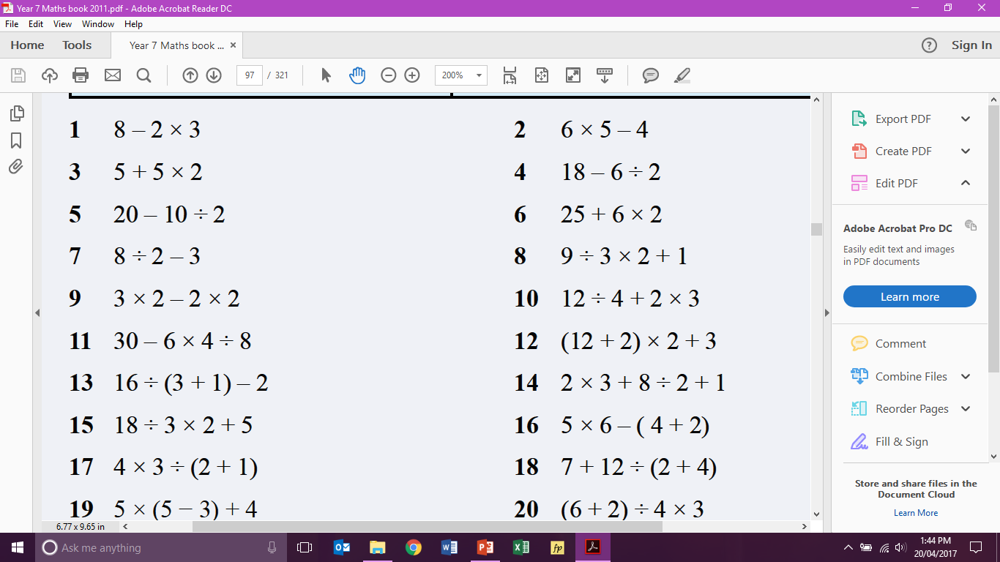 Year 7 Maths book 2011.pdf - Adobe Acrobat Reader DC
File Edit View Window Help
Home Tools Year 7 Maths book ... × ? Sign In
97 / 321 200%
1 8 – 2 × 3 2 6 × 5 – 4
3 5 + 5 × 2 4 18 – 6 ÷ 2
5 20 – 10 ÷ 2 6 25 + 6 × 2
7 8 ÷ 2 – 3 8 9 ÷ 3 × 2 + 1
9 3 × 2 – 2 × 2 10 12 ÷ 4 + 2 × 3
11 30 – 6 × 4 ÷ 8 12 (12 + 2) × 2 + 3
13 16 ÷ (3 + 1) – 2 14 2 × 3 + 8 ÷ 2 + 1
15 18 ÷ 3 × 2 + 5 16 5 × 6 – ( 4 + 2)
17 4 × 3 ÷ (2 + 1) 18 7 + 12 ÷ (2 + 4)
19 5 × (5 – 3) + 4 20 (6 + 2) ÷ 4 × 3
6.77 x 9.65 in
Export PDF
Create PDF
Edit PDF
Adobe Acrobat Pro DC
Easily edit text and images
in PDF documents
Learn more
Comment
Combine Files
Reorder Pages
Fill & Sign
Store and share files in the
Document Cloud
Learn More
Ask me anything
1:44 PM
20/04/2017